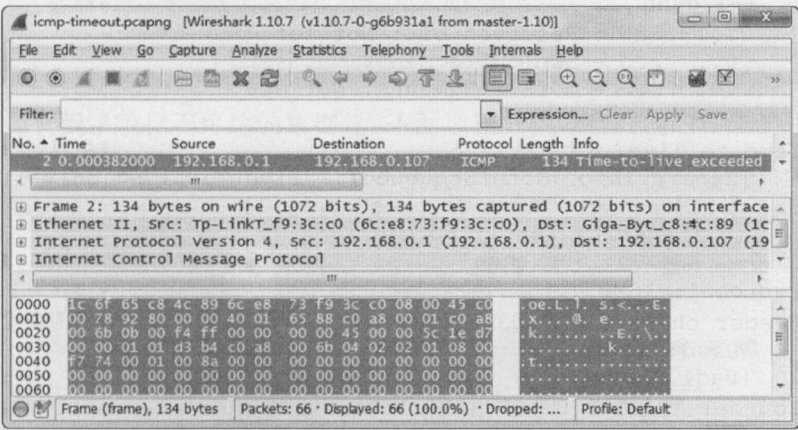 icmp-timeout.pcapng [Wireshark 1.10.7 (v1.10.7-0-g6b931a1 from master-1.10)]
File Edit View Go Capture Analyze Statistics Telephony Tools Internals Help
Filter: Expression... Clear Apply Save
No. Time Source Destination Protocol Length Info
2 0.000382000 192.168.0.1 192.168.0.107 ICMP 134 Time-to-live exceeded
Frame 2: 134 bytes on wire (1072 bits), 134 bytes captured (1072 bits) on interface
Ethernet II, Src: Tp-LinkT_f9:3c:c0 (6c:e8:73:f9:3c:c0), Dst: Giga-Byt_c8:4c:89 (1c
Internet Protocol Version 4, Src: 192.168.0.1 (192.168.0.1), Dst: 192.168.0.107 (19
Internet Control Message Protocol
0000 1c 6f 65 c8 4c 89 6c e8 73 f9 3c c0 08 00 45 c0 .oe.L.l. s.<...E.
0010 00 78 92 80 00 00 40 01 65 88 c0 a8 00 01 c0 a8 .x....@. e.......
0020 00 6b 0b 00 f4 ff 00 00 00 00 45 00 00 5c 1e d7 .k...... ..E..\..
0030 00 00 01 01 d3 b4 c0 a8 00 6b 04 02 02 01 08 00 ........ .k......
0040 f7 74 00 01 00 8a 00 00 00 00 00 00 00 00 00 00 .t...... ........
0050 00 00 00 00 00 00 00 00 00 00 00 00 00 00 00 00 ........ ........
0060 00 00 00 00 00 00 00 00 00 00 00 00 00 00 00 00 ........ ........
Frame (frame), 134 bytes Packets: 66 · Displayed: 66 (100.0%) · Dropped: ... Profile: Default